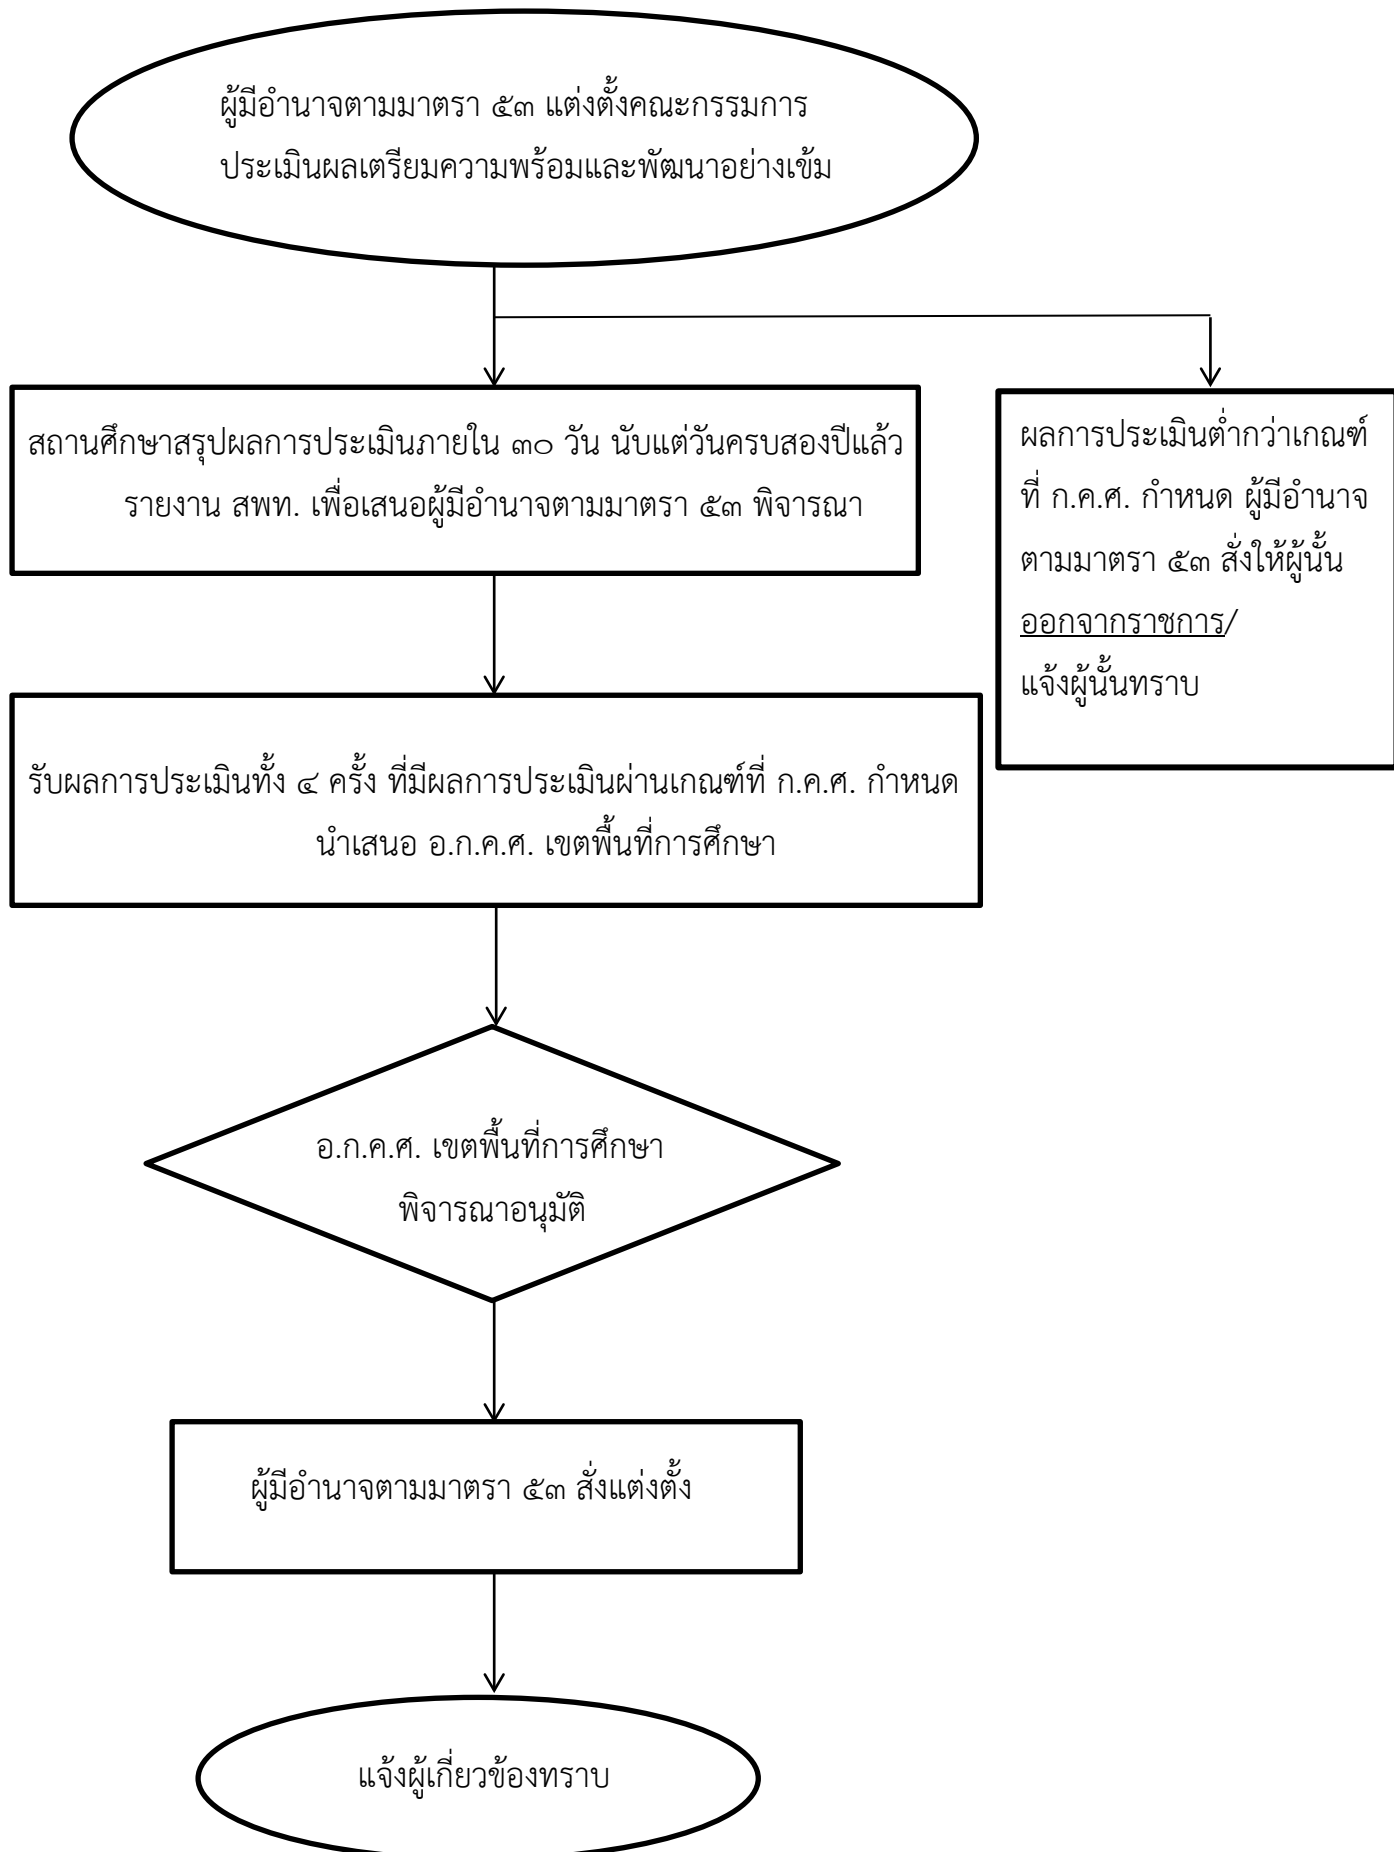 ผู้มีอำนาจตามมาตรา ๕๓ แต่งตั้งคณะกรรมการ
ประเมินผลเตรียมความพร้อมและพัฒนาอย่างเข้ม
สถานศึกษาสรุปผลการประเมินภายใน ๓๐ วัน นับแต่วันครบสองปีแล้ว
รายงาน สพท. เพื่อเสนอผู้มีอำนาจตามมาตรา ๕๓ พิจารณา
ผลการประเมินต่ำกว่าเกณฑ์
ที่ ก.ค.ศ. กำหนด ผู้มีอำนาจ
ตามมาตรา ๕๓ สั่งให้ผู้นั้น
ออกจากราชการ/
แจ้งผู้นั้นทราบ
รับผลการประเมินทั้ง ๔ ครั้ง ที่มีผลการประเมินผ่านเกณฑ์ที่ ก.ค.ศ. กำหนด
นำเสนอ อ.ก.ค.ศ. เขตพื้นที่การศึกษา
อ.ก.ค.ศ. เขตพื้นที่การศึกษา
พิจารณาอนุมัติ
ผู้มีอำนาจตามมาตรา ๕๓ สั่งแต่งตั้ง
แจ้งผู้เกี่ยวข้องทราบ